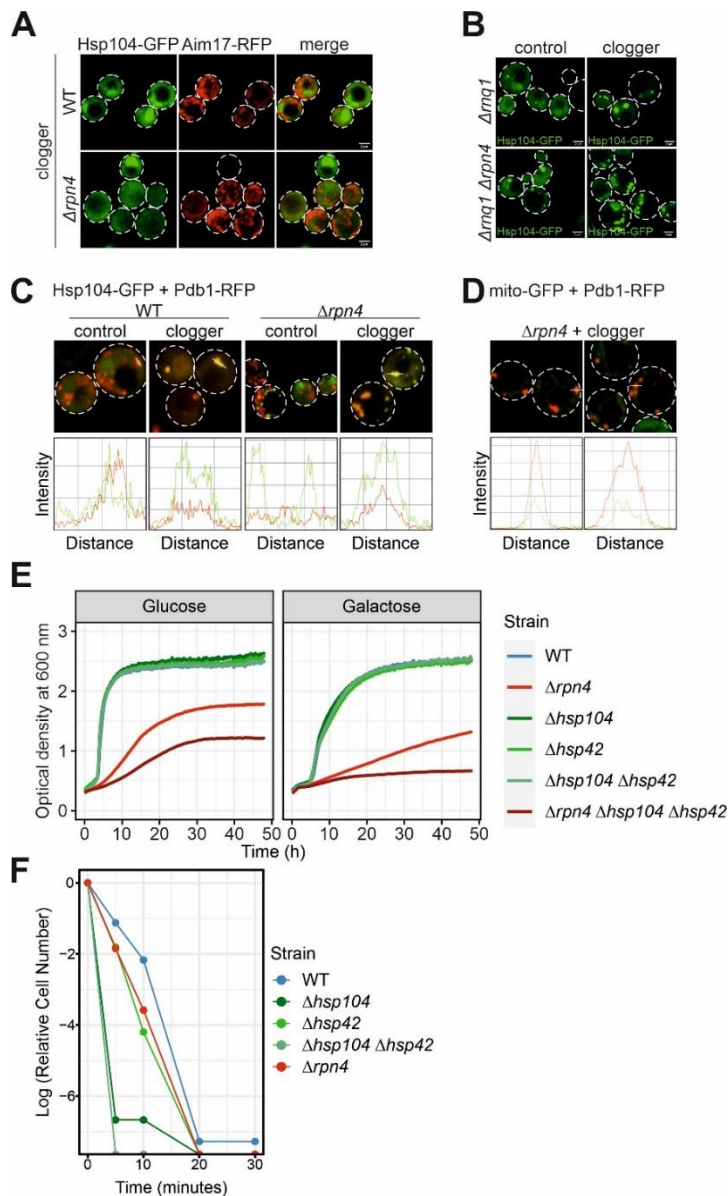 A
Hsp104-GFP Aim17-RFP merge
clogger
WT
Δrpn4
B
control clogger
Δrnq1
Hsp104-GFP Hsp104-GFP
Δrnq1 Δrpn4
Hsp104-GFP Hsp104-GFP
C
Hsp104-GFP + Pdb1-RFP
WT Δrpn4
control clogger control clogger
Intensity
Distance Distance Distance Distance
D
mito-GFP + Pdb1-RFP
Δrpn4 + clogger
Intensity
Distance Distance
E
Glucose Galactose
Optical density at 600 nm
3
2
1
0
0 10 20 30 40 50 0 10 20 30 40 50
Time (h)
Strain
WT
Δrpn4
Δhsp104
Δhsp42
Δhsp104 Δhsp42
Δrpn4 Δhsp104 Δhsp42
F
Log (Relative Cell Number)
0
−2
−4
−6
0 10 20 30
Time (minutes)
Strain
WT
Δhsp104
Δhsp42
Δhsp104 Δhsp42
Δrpn4